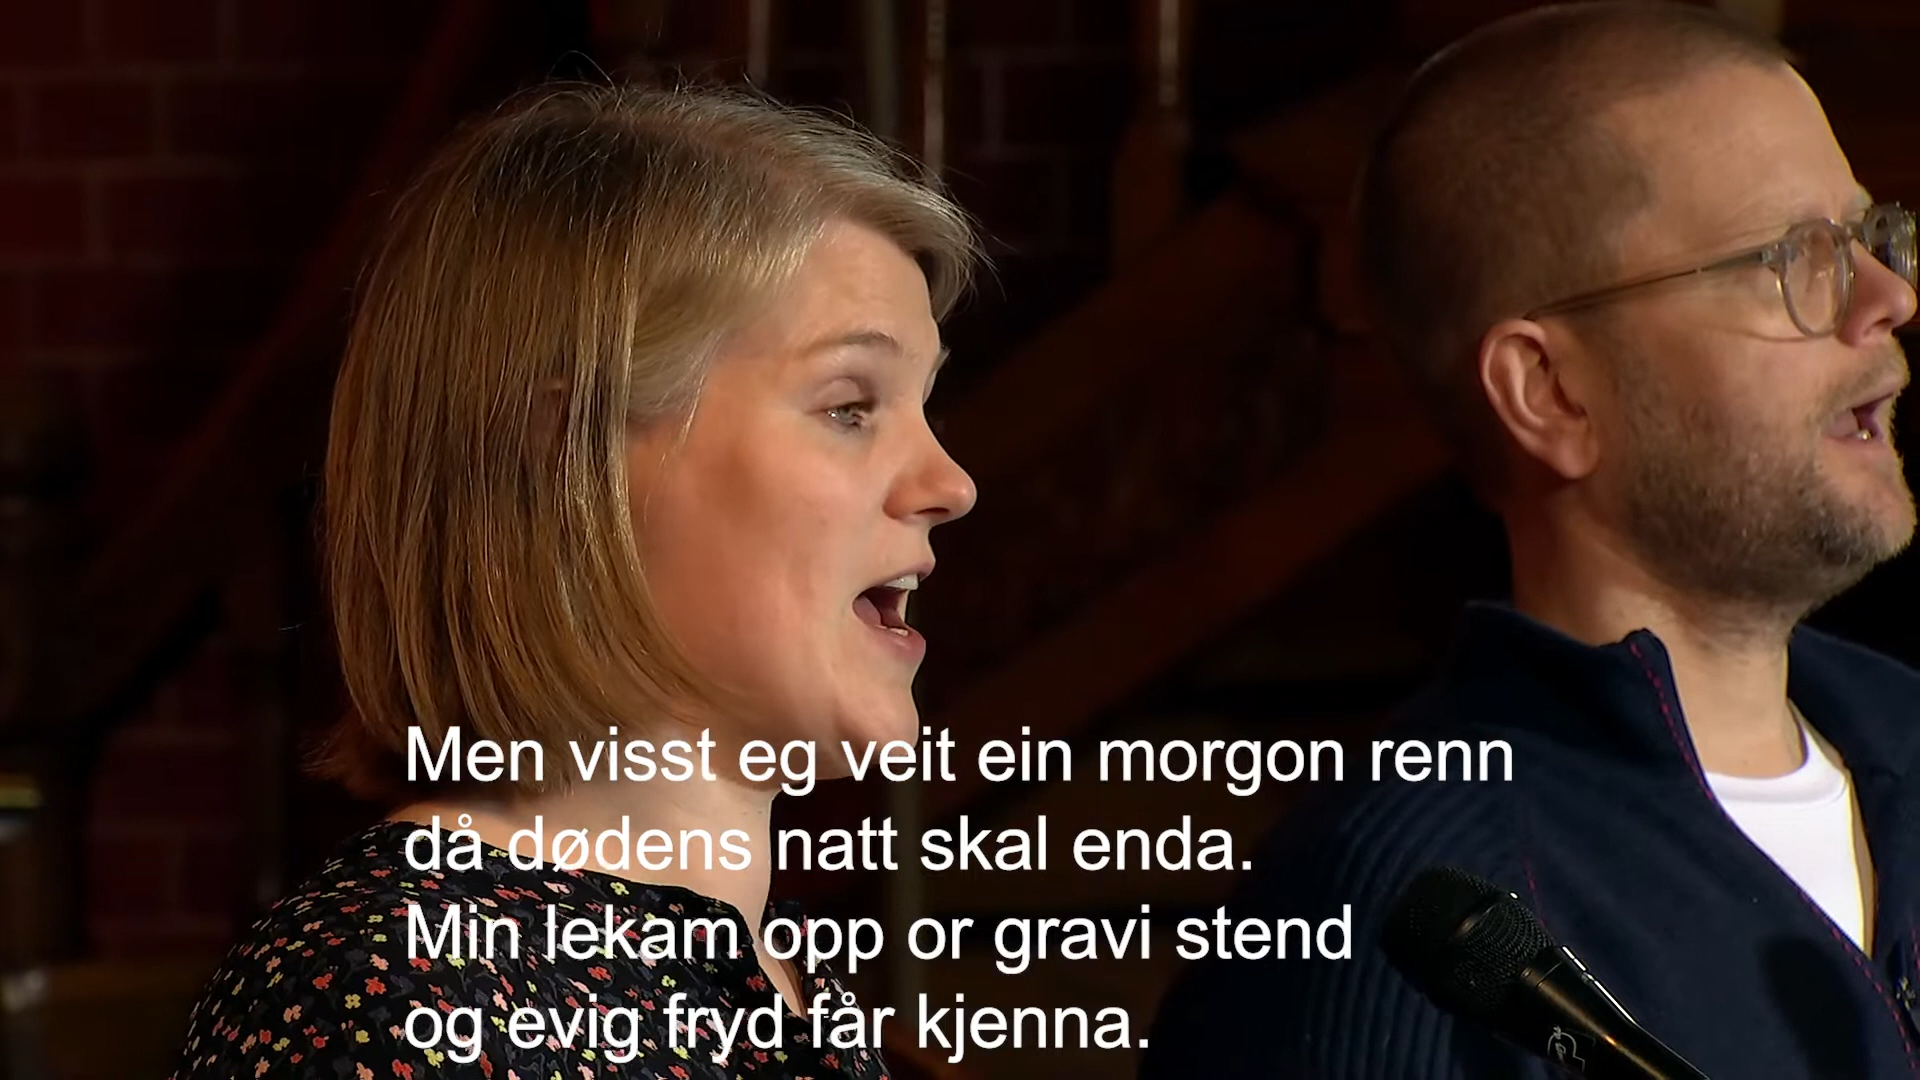 Men visst eg veit ein morgon renn
då dødens natt skal enda.
Min lekam opp or gravi stend
og evig fryd får kjenna.